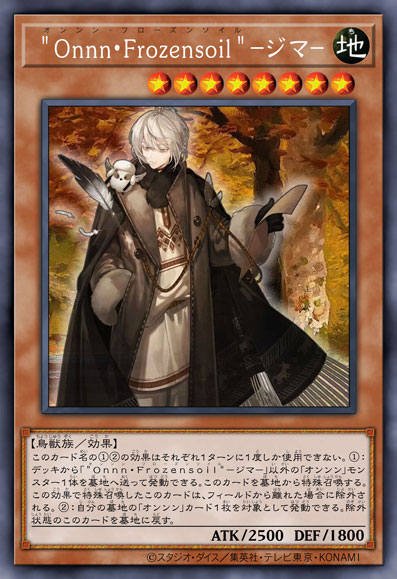 オンンン・フローズンソイル
"Onnn•Frozensoil"−ジマ−
ち
地
【鳥獣族／効果】
このカード名の①②の効果はそれぞれ1ターンに1度しか使用できない。①：
デッキから「"Onnn・Frozensoil"−ジマ」以外の「オンンン」モン
スター1体を墓地へ送って発動できる。このカードを墓地から特殊召喚する。
この効果で特殊召喚したこのカードは、フィールドから離れた場合に除外さ
れる。②：自分の墓地の「オンンン」カード1枚を対象として発動できる。除外
状態のこのカードを墓地に戻す。
ATK/2500 DEF/1800
©スタジオ・ダイス／集英社・テレビ東京・KONAMI